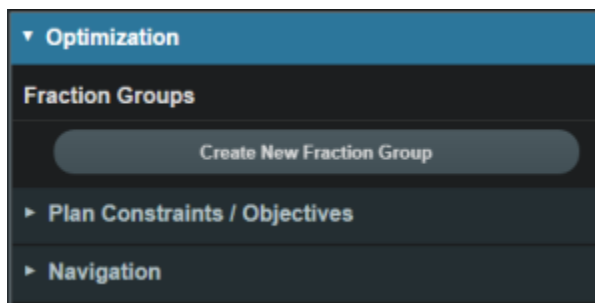 Optimization
Fraction Groups
Create New Fraction Group
Plan Constraints / Objectives
Navigation